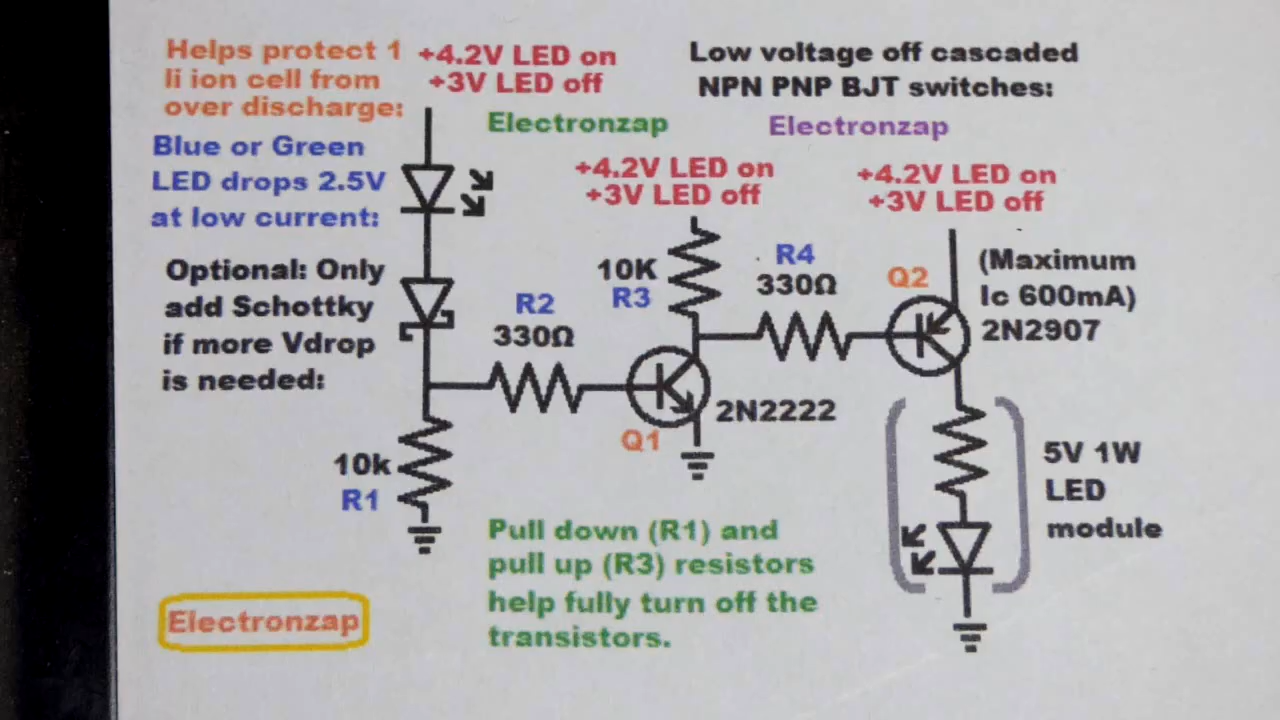 Helps protect 1
li ion cell from
over discharge:
+4.2V LED on
+3V LED off
Low voltage off cascaded
NPN PNP BJT switches:
Electronzap
Electronzap
Blue or Green
LED drops 2.5V
at low current:
+4.2V LED on
+3V LED off
+4.2V LED on
+3V LED off
Optional: Only
add Schottky
if more Vdrop
is needed:
R2
330Ω
10K
R3
R4
330Ω
Q2
(Maximum
Ic 600mA)
2N2907
Q1
2N2222
10k
R1
5V 1W
LED
module
Pull down (R1) and
pull up (R3) resistors
help fully turn off the
transistors.
Electronzap